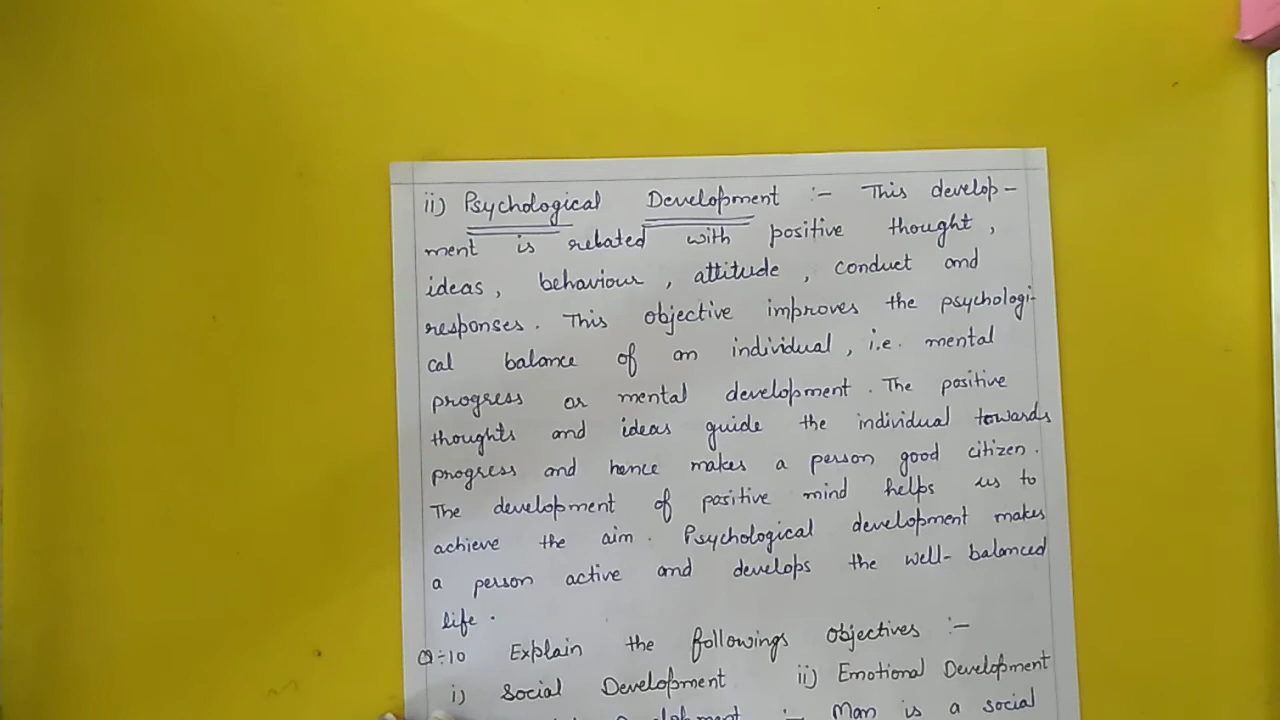 ii) Psychological Development :- This develop-
ment is related with positive thought,
ideas, behaviour, attitude, conduct and
responses. This objective improves the psychologi-
cal balance of an individual, i.e. mental
progress or mental development. The positive
thoughts and ideas guide the individual towards
progress and hence makes a person good citizen.
The development of positive mind helps us to
achieve the aim. Psychological development makes
a person active and develops the well-balanced
life.
Q:-10 Explain the followings objectives :-
i) Social Development ii) Emotional Development
Development :- Man is a social